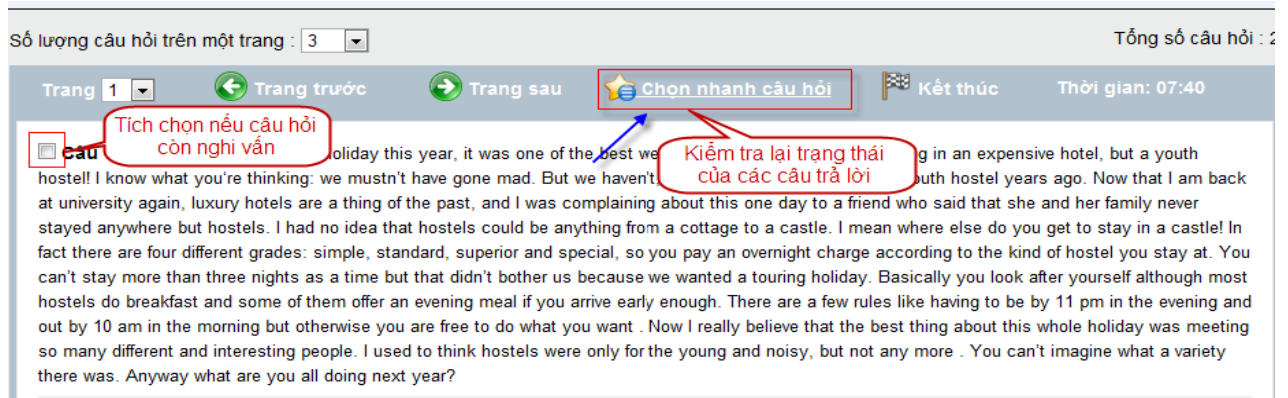 Số lượng câu hỏi trên một trang : 3
Tổng số câu hỏi : 2
Trang 1 Trang trước Trang sau Chọn nhanh câu hỏi Kết thúc Thời gian: 07:40
Tích chọn nếu câu hỏi
còn nghi vấn
Kiểm tra lại trạng thái
của các câu trả lời
Câu oliday this year, it was one of the best we g in an expensive hotel, but a youth
hostel! I know what you're thinking: we mustn't have gone mad. But we haven't, uth hostel years ago. Now that I am back
at university again, luxury hotels are a thing of the past, and I was complaining about this one day to a friend who said that she and her family never
stayed anywhere but hostels. I had no idea that hostels could be anything from a cottage to a castle. I mean where else do you get to stay in a castle! In
fact there are four different grades: simple, standard, superior and special, so you pay an overnight charge according to the kind of hostel you stay at. You
can't stay more than three nights as a time but that didn't bother us because we wanted a touring holiday. Basically you look after yourself although most
hostels do breakfast and some of them offer an evening meal if you arrive early enough. There are a few rules like having to be by 11 pm in the evening and
out by 10 am in the morning but otherwise you are free to do what you want . Now I really believe that the best thing about this whole holiday was meeting
so many different and interesting people. I used to think hostels were only for the young and noisy, but not any more . You can't imagine what a variety
there was. Anyway what are you all doing next year?